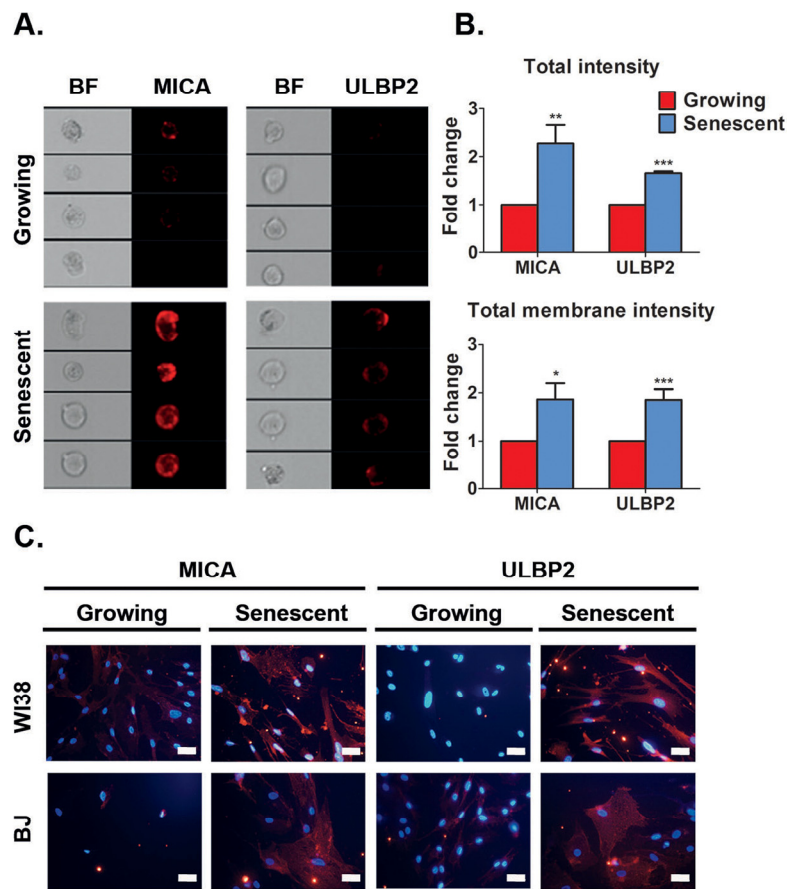 A.
BF MICA BF ULBP2
Growing
Senescent
B.
Total intensity
Growing
Senescent
Fold change
3
2
1
0
**
***
MICA ULBP2
Total membrane intensity
Fold change
3
2
1
0
*
***
MICA ULBP2
C.
MICA ULBP2
Growing Senescent Growing Senescent
WI38
BJ